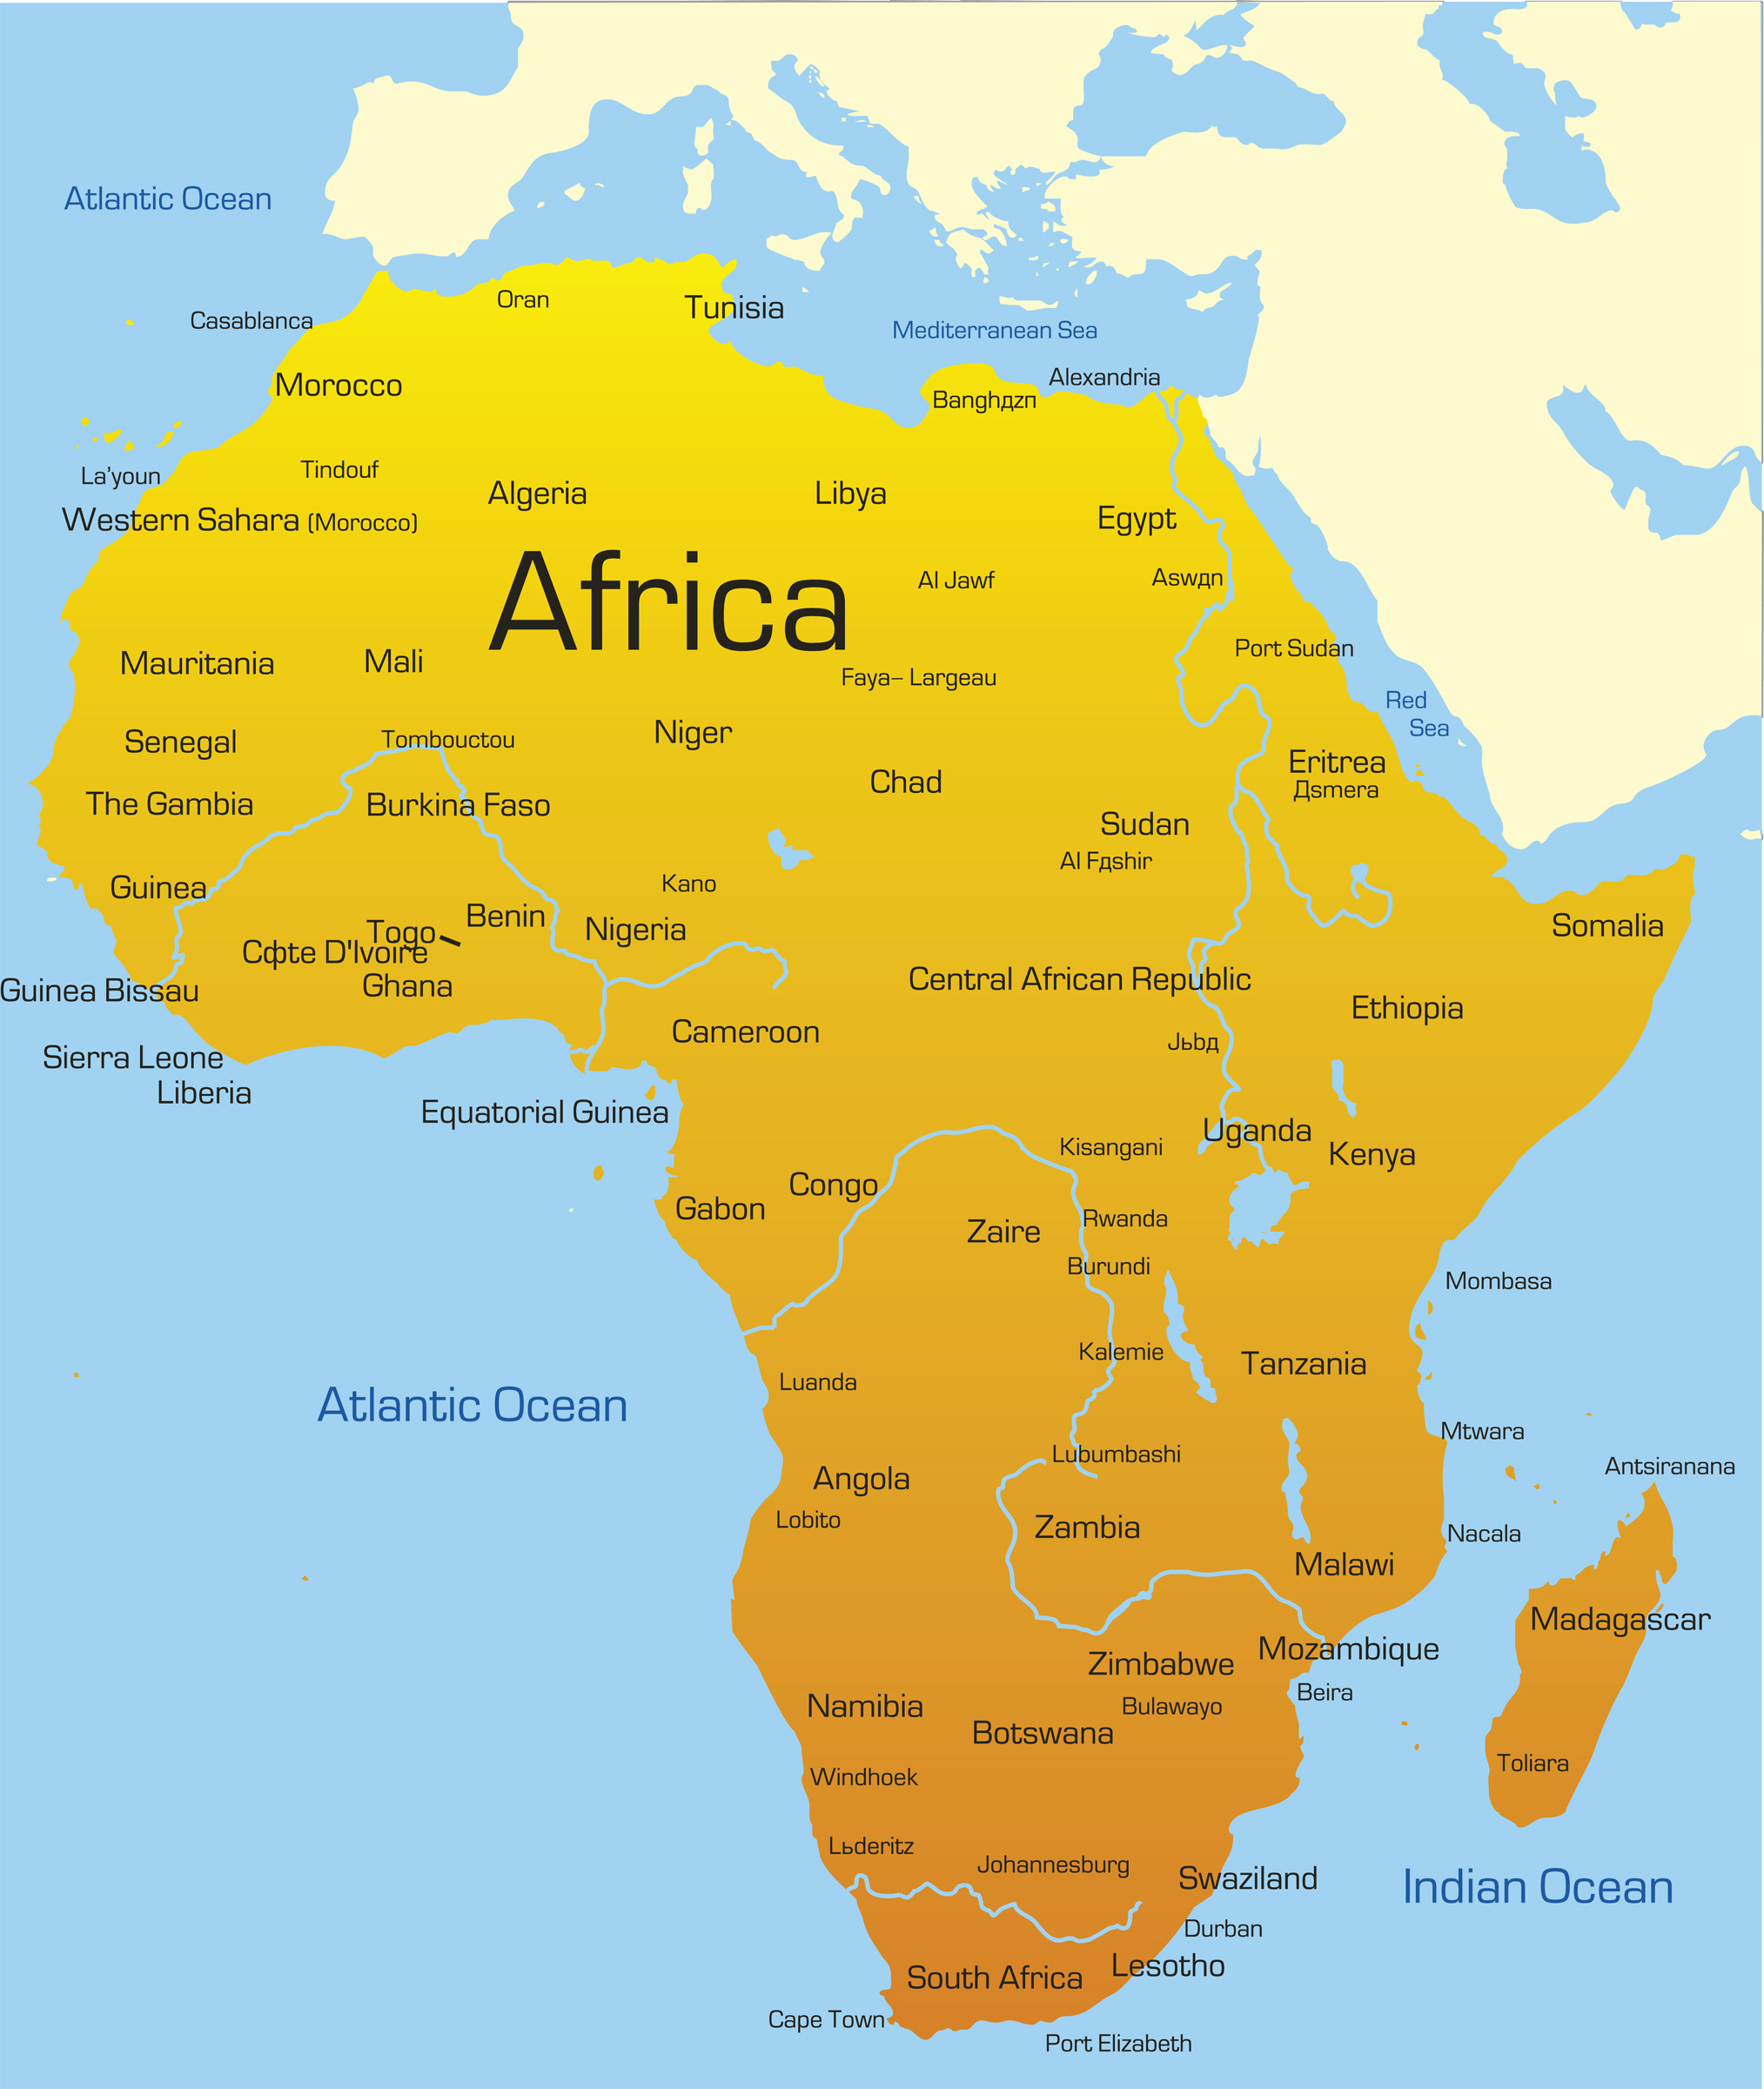 Atlantic Ocean
Oran
Tunisia
Casablanca
Mediterranean Sea
Alexandria
Morocco
Banghдzп
Tindouf
La'youn
Algeria
Libya
Western Sahara (Morocco)
Egypt
Africa
Al Jawf
Aswдn
Port Sudan
Mauritania
Mali
Faya– Largeau
Red
Sea
Niger
Senegal
Tombouctou
Eritrea
Дsmera
Chad
The Gambia
Burkina Faso
Sudan
Al Fдshir
Guinea
Kano
Benin
Togo
Nigeria
Somalia
Cфte D'Ivoire
Ghana
Central African Republic
Guinea Bissau
Ethiopia
Cameroon
Jьbд
Sierra Leone
Liberia
Equatorial Guinea
Uganda
Kisangani
Kenya
Congo
Gabon
Rwanda
Zaire
Burundi
Mombasa
Kalemie
Tanzania
Luanda
Atlantic Ocean
Mtwara
Lubumbashi
Antsiranana
Angola
Lobito
Zambia
Nacala
Malawi
Madagascar
Mozambique
Zimbabwe
Beira
Namibia
Bulawayo
Botswana
Toliara
Windhoek
Lьderitz
Johannesburg
Swaziland
Indian Ocean
Durban
Lesotho
South Africa
Cape Town
Port Elizabeth